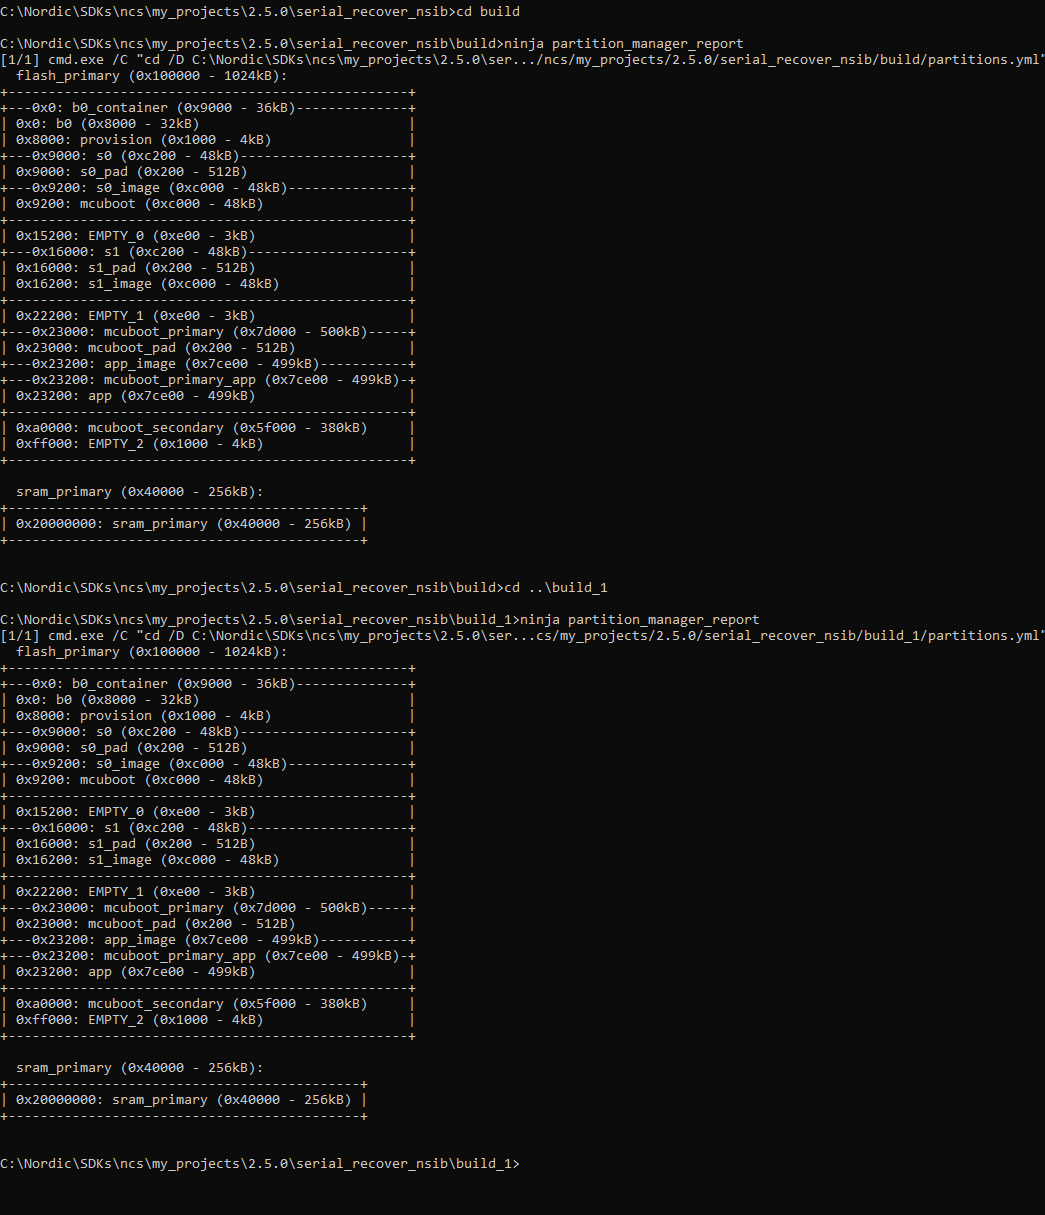 C:\Nordic\SDKs\ncs\my_projects\2.5.0\serial_recover_nsib>cd build
C:\Nordic\SDKs\ncs\my_projects\2.5.0\serial_recover_nsib\build>ninja partition_manager_report
[1/1] cmd.exe /C "cd /D C:\Nordic\SDKs\ncs\my_projects\2.5.0\ser.../ncs/my_projects/2.5.0/serial_recover_nsib/build/partitions.yml"
  flash_primary (0x100000 - 1024kB):
+--------------------------------------------------+
+---0x0: b0_container (0x9000 - 36kB)--------------+
| 0x0: b0 (0x8000 - 32kB)                          |
| 0x8000: provision (0x1000 - 4kB)                 |
+---0x9000: s0 (0xc200 - 48kB)---------------------+
| 0x9000: s0_pad (0x200 - 512B)                    |
+---0x9200: s0_image (0xc000 - 48kB)---------------+
| 0x9200: mcuboot (0xc000 - 48kB)                  |
+--------------------------------------------------+
| 0x15200: EMPTY_0 (0xe00 - 3kB)                   |
+---0x16000: s1 (0xc200 - 48kB)--------------------+
| 0x16000: s1_pad (0x200 - 512B)                   |
| 0x16200: s1_image (0xc000 - 48kB)                |
+--------------------------------------------------+
| 0x22200: EMPTY_1 (0xe00 - 3kB)                   |
+---0x23000: mcuboot_primary (0x7d000 - 500kB)-----+
| 0x23000: mcuboot_pad (0x200 - 512B)              |
+---0x23200: app_image (0x7ce00 - 499kB)-----------+
+---0x23200: mcuboot_primary_app (0x7ce00 - 499kB)-+
| 0x23200: app (0x7ce00 - 499kB)                   |
+--------------------------------------------------+
| 0xa0000: mcuboot_secondary (0x5f000 - 380kB)     |
| 0xff000: EMPTY_2 (0x1000 - 4kB)                  |
+--------------------------------------------------+
  sram_primary (0x40000 - 256kB):
+--------------------------------------------+
| 0x20000000: sram_primary (0x40000 - 256kB) |
+--------------------------------------------+
C:\Nordic\SDKs\ncs\my_projects\2.5.0\serial_recover_nsib\build>cd ..\build_1
C:\Nordic\SDKs\ncs\my_projects\2.5.0\serial_recover_nsib\build_1>ninja partition_manager_report
[1/1] cmd.exe /C "cd /D C:\Nordic\SDKs\ncs\my_projects\2.5.0\ser...cs/my_projects/2.5.0/serial_recover_nsib/build_1/partitions.yml"
  flash_primary (0x100000 - 1024kB):
+--------------------------------------------------+
+---0x0: b0_container (0x9000 - 36kB)--------------+
| 0x0: b0 (0x8000 - 32kB)                          |
| 0x8000: provision (0x1000 - 4kB)                 |
+---0x9000: s0 (0xc200 - 48kB)---------------------+
| 0x9000: s0_pad (0x200 - 512B)                    |
+---0x9200: s0_image (0xc000 - 48kB)---------------+
| 0x9200: mcuboot (0xc000 - 48kB)                  |
+--------------------------------------------------+
| 0x15200: EMPTY_0 (0xe00 - 3kB)                   |
+---0x16000: s1 (0xc200 - 48kB)--------------------+
| 0x16000: s1_pad (0x200 - 512B)                   |
| 0x16200: s1_image (0xc000 - 48kB)                |
+--------------------------------------------------+
| 0x22200: EMPTY_1 (0xe00 - 3kB)                   |
+---0x23000: mcuboot_primary (0x7d000 - 500kB)-----+
| 0x23000: mcuboot_pad (0x200 - 512B)              |
+---0x23200: app_image (0x7ce00 - 499kB)-----------+
+---0x23200: mcuboot_primary_app (0x7ce00 - 499kB)-+
| 0x23200: app (0x7ce00 - 499kB)                   |
+--------------------------------------------------+
| 0xa0000: mcuboot_secondary (0x5f000 - 380kB)     |
| 0xff000: EMPTY_2 (0x1000 - 4kB)                  |
+--------------------------------------------------+
  sram_primary (0x40000 - 256kB):
+--------------------------------------------+
| 0x20000000: sram_primary (0x40000 - 256kB) |
+--------------------------------------------+
C:\Nordic\SDKs\ncs\my_projects\2.5.0\serial_recover_nsib\build_1>